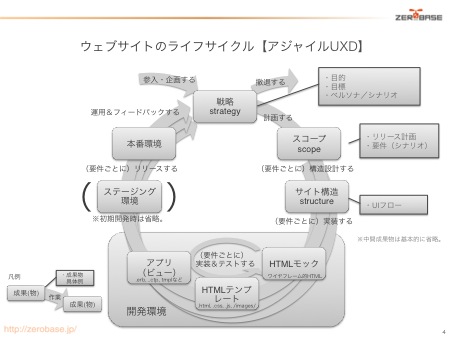 ZEROBASE
ウェブサイトのライフサイクル【アジャイルUXD】
参入・企画する
撤退する
戦略
strategy
・目的
・目標
・ペルソナ／シナリオ
運用＆フィードバックする
計画する
本番環境
スコープ
scope
・リリース計画
・要件（シナリオ）
（要件ごとに）リリースする
（要件ごとに）構造設計する
（ステージング
環境）
サイト構造
structure
・UIフロー
※初期開発時は省略。
（要件ごとに）実装する
※中間成果物は基本的に省略。
アプリ
（ビュー）
.erb, .ctp, .tmplなど
（要件ごとに）
実装＆テストする
HTMLモック
ワイヤフレーム的HTML
HTMLテンプ
レート
.html, .css, .js, /images/
開発環境
凡例
・成果物
具体例
成果(物)
作業
成果(物)
http://zerobase.jp/
4